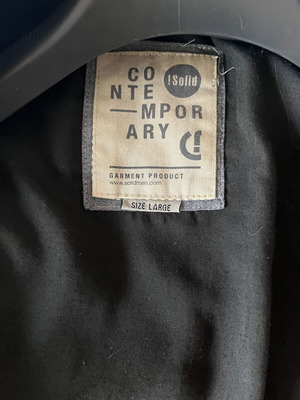 CO !Solid
NTE
—MPOR
ARY C!
GARMENT PRODUCT
www.solidmen.com
SIZE LARGE